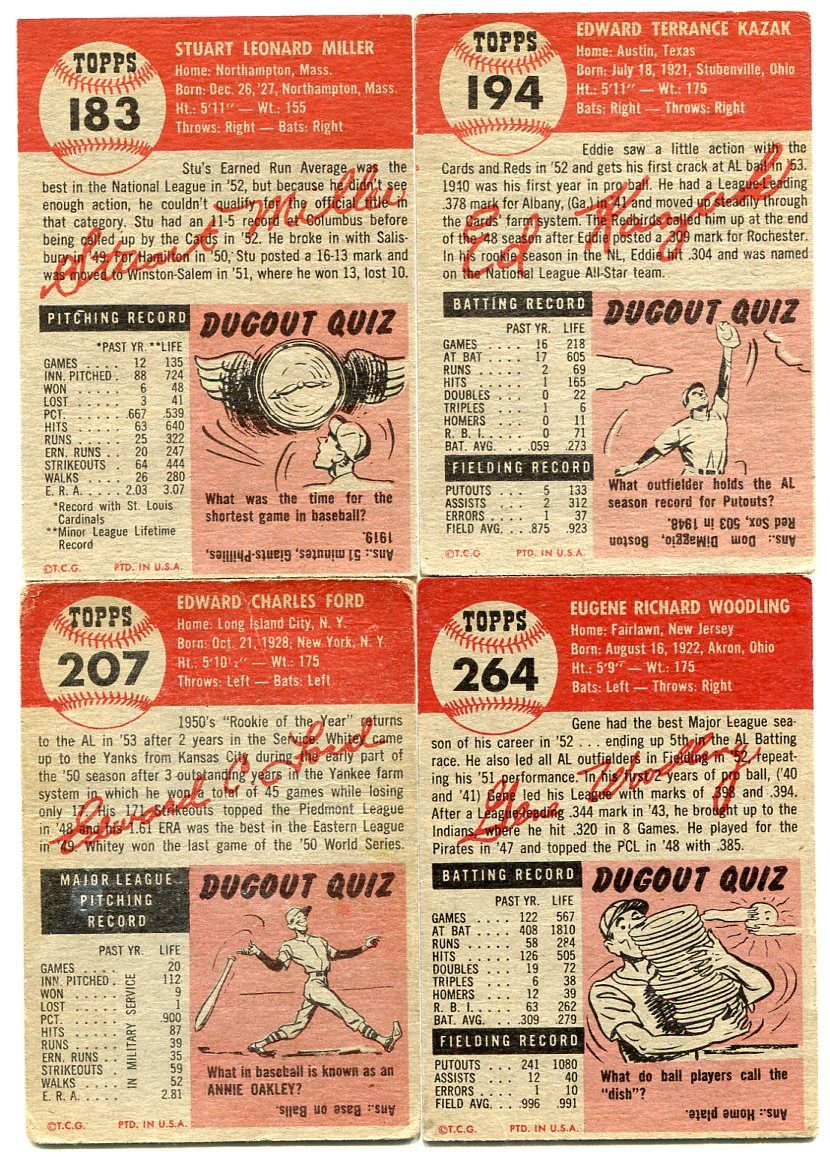 TOPPS
183
STUART LEONARD MILLER
Home: Northampton, Mass.
Born: Dec. 26, '27, Northampton, Mass.
Ht.: 5'11" — Wt.: 155
Throws: Right — Bats: Right
Stu's Earned Run Average was the
best in the National League in '52, but because he didn't see
enough action, he couldn't qualify for the official title in
that category. Stu had an 11-5 record at Columbus before
being called up by the Cards in '52. He broke in with Salis-
bury in '49. For Hamilton in '50, Stu posted a 16-13 mark and
was moved to Winston-Salem in '51, where he won 13, lost 10.
Stuart Miller
PITCHING RECORD
*PAST YR. **LIFE
GAMES . . . . . 12 135
INN. PITCHED . 88 724
WON . . . . . . 6 48
LOST . . . . . . 3 41
PCT. . . . . . .667 .539
HITS . . . . . 63 640
RUNS . . . . . 25 322
ERN. RUNS . . . 20 247
STRIKEOUTS . . 64 444
WALKS . . . . . 26 280
E. R. A. . . . . 2.03 3.07
*Record with St. Louis
Cardinals
**Minor League Lifetime
Record
DUGOUT QUIZ
What was the time for the
shortest game in baseball?
Ans.: 51 minutes, Giants-Phillies,
1919.
©T.C.G. PTD. IN U.S.A.
TOPPS
194
EDWARD TERRANCE KAZAK
Home: Austin, Texas
Born: July 18, 1921, Stubenville, Ohio
Ht.: 5'11" — Wt.: 175
Bats: Right — Throws: Right
Eddie saw a little action with the
Cards and Reds in '52 and gets his first crack at AL ball in '53.
1940 was his first year in pro ball. He had a League-Leading
.378 mark for Albany, (Ga.) in '41 and moved up steadily through
the Cards' farm system. The Redbirds called him up at the end
of the '48 season after Eddie posted a .309 mark for Rochester.
In his rookie season in the NL, Eddie hit .304 and was named
on the National League All-Star team.
Ed Kazak
BATTING RECORD
PAST YR. LIFE
GAMES . . . . . 16 218
AT BAT . . . . 17 605
RUNS . . . . . 2 69
HITS . . . . . 1 165
DOUBLES . . . . 0 22
TRIPLES . . . . 1 6
HOMERS . . . . 0 11
R. B. I. . . . . 0 71
BAT. AVG. . . . .059 .273
FIELDING RECORD
PUTOUTS . . . . 5 133
ASSISTS . . . . 2 312
ERRORS . . . . 1 37
FIELD AVG. . . . .875 .923
DUGOUT QUIZ
What outfielder holds the AL
season record for Putouts?
Ans.: Dom DiMaggio, Boston
Red Sox, 503 in 1948.
©T.C.G. PTD. IN U.S.A.
TOPPS
207
EDWARD CHARLES FORD
Home: Long Island City, N. Y.
Born: Oct. 21, 1928, New York, N. Y.
Ht.: 5'10½" — Wt.: 175
Throws: Left — Bats: Left
1950's "Rookie of the Year" returns
to the AL in '53 after 2 years in the Service. Whitey came
up to the Yanks from Kansas City during the early part of
the '50 season after 3 outstanding years in the Yankee farm
system in which he won a total of 45 games while losing
only 17. His 171 Strikeouts topped the Piedmont League
in '48 and his 1.61 ERA was the best in the Eastern League
in '49. Whitey won the last game of the '50 World Series.
Edward C. Ford
MAJOR LEAGUE
PITCHING
RECORD
PAST YR. LIFE
GAMES 20
INN. PITCHED . 112
WON 9
LOST 1
PCT. .900
HITS 87
RUNS 39
ERN. RUNS 35
STRIKEOUTS 59
WALKS 52
E. R. A. 2.81
IN MILITARY SERVICE
DUGOUT QUIZ
What in baseball is known as an
ANNIE OAKLEY?
Ans.: Base on Balls.
©T.C.G. PTD. IN U.S.A.
TOPPS
264
EUGENE RICHARD WOODLING
Home: Fairlawn, New Jersey
Born: August 16, 1922, Akron, Ohio
Ht.: 5'9" — Wt.: 175
Bats: Left — Throws: Right
Gene had the best Major League sea-
son of his career in '52 ... ending up 5th in the AL Batting
race. He also led all AL outfielders in Fielding in '52, repeat-
ing his '51 performance. In his first 2 years of pro ball, ('40
and '41) Gene led his League with marks of .398 and .394.
After a League-leading .344 mark in '43, he was brought up to the
Indians where he hit .320 in 8 Games. He played for the
Pirates in '47 and topped the PCL in '48 with .385.
Gene Woodling
BATTING RECORD
PAST YR. LIFE
GAMES . . . . 122 567
AT BAT . . . . 408 1810
RUNS . . . . . 58 284
HITS . . . . . 126 505
DOUBLES . . . 19 72
TRIPLES . . . . 6 38
HOMERS . . . . 12 39
R. B. I. . . . . 63 262
BAT. AVG. . . . .309 .279
FIELDING RECORD
PUTOUTS . . . . 241 1080
ASSISTS . . . . 12 40
ERRORS . . . . 1 10
FIELD AVG. . . . .996 .991
DUGOUT QUIZ
What do ball players call the
"dish"?
Ans.: Home plate.
©T.C.G. PTD. IN U.S.A.